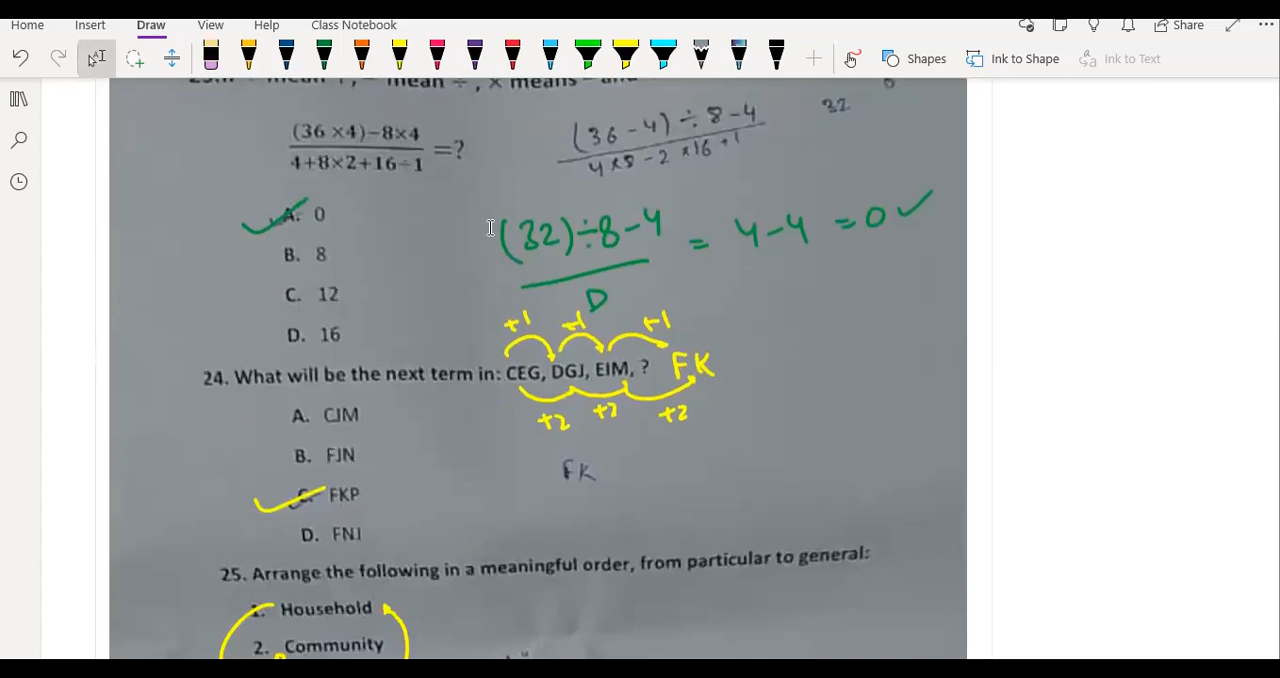 Home Insert Draw View Help Class Notebook Share
Shapes Ink to Shape Ink to Text
mean ÷ , × means
(36 ×4)−8×4
4+8×2+16÷1
=?
(36-4) ÷ 8-4
4×8-2×16+1
32
A. 0
(32)÷8-4
D
= 4-4 = 0 ✓
B. 8
C. 12
D. 16
+1 +1 +1
24. What will be the next term in: CEG, DGJ, EIM, ? FK
+2 +2 +2
A. CJM
B. FJN
FK
C. FKP
D. FNJ
25. Arrange the following in a meaningful order, from particular to general:
1. Household
2. Community